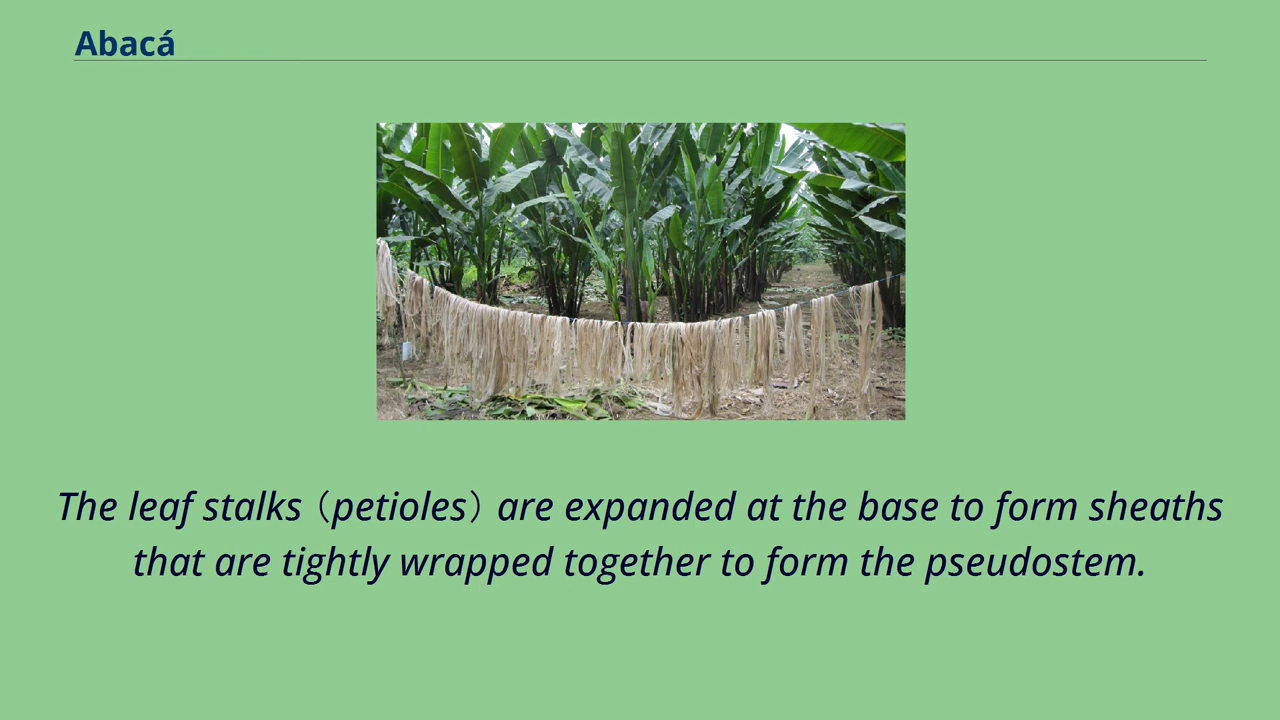 Abacá
The leaf stalks（petioles）are expanded at the base to form sheaths
that are tightly wrapped together to form the pseudostem.